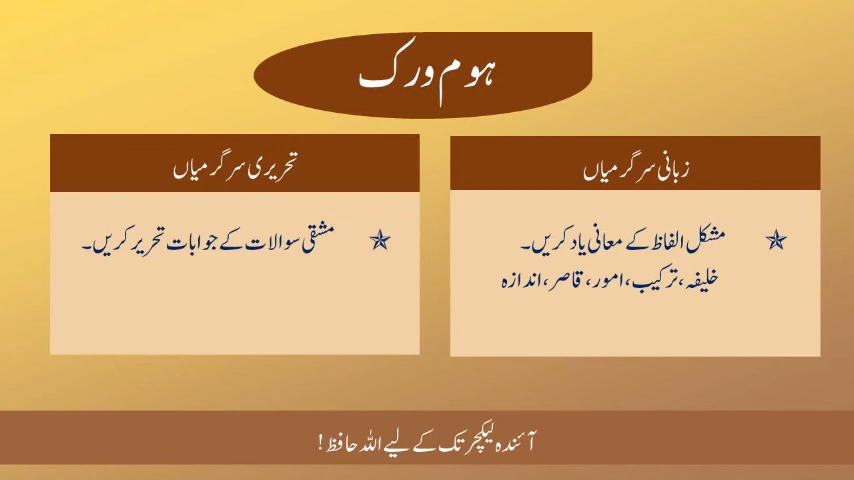 ہوم ورک
زبانی سرگرمیاں
مشکل الفاظ کے معانی یاد کریں۔
خلیفہ، ترکیب، امور، قاصر، اندازہ
تحریری سرگرمیاں
مشقی سوالات کے جوابات تحریر کریں۔
آئندہ لیکچر تک کے لیے اللہ حافظ!